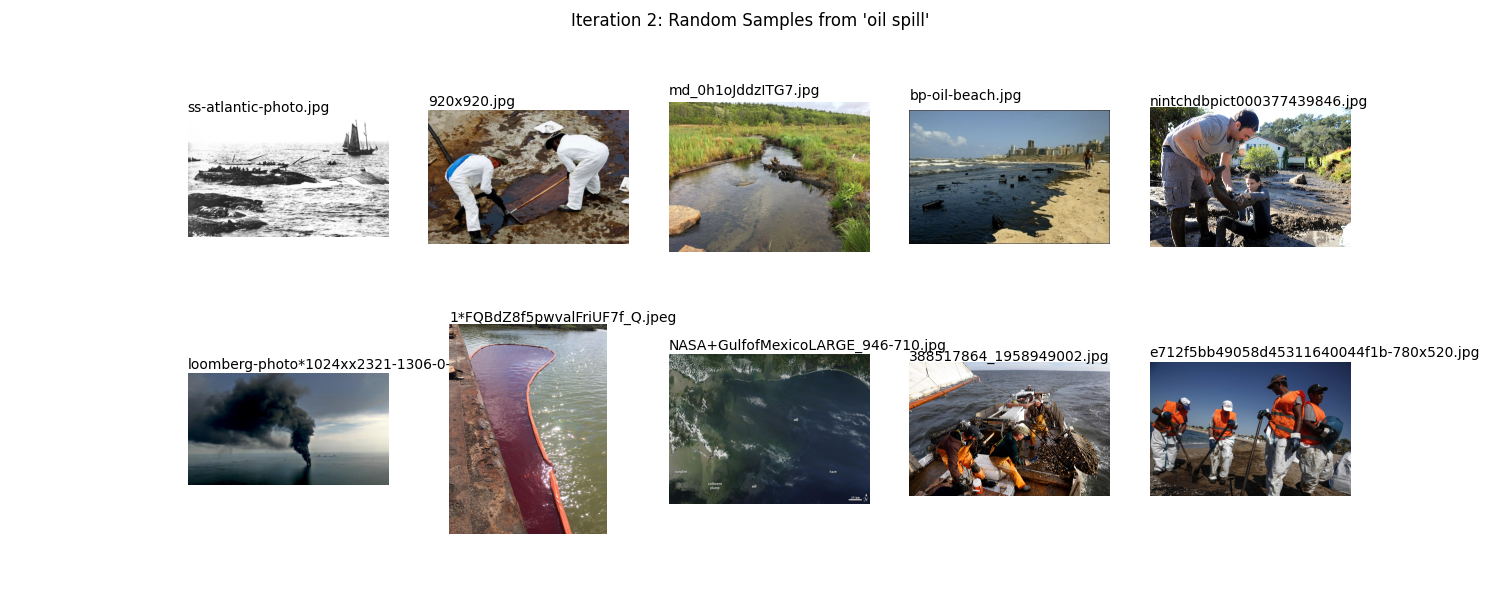 Iteration 2: Random Samples from 'oil spill'
ss-atlantic-photo.jpg
920x920.jpg
md_0h1oJddzITG7.jpg
bp-oil-beach.jpg
nintchdbpict000377439846.jpg
loomberg-photo*1024xx2321-1306-0-
1*FQBdZ8f5pwvalFriUF7f_Q.jpeg
NASA+GulfofMexicoLARGE_946-710.jpg
388517864_1958949002.jpg
e712f5bb49058d45311640044f1b-780x520.jpg